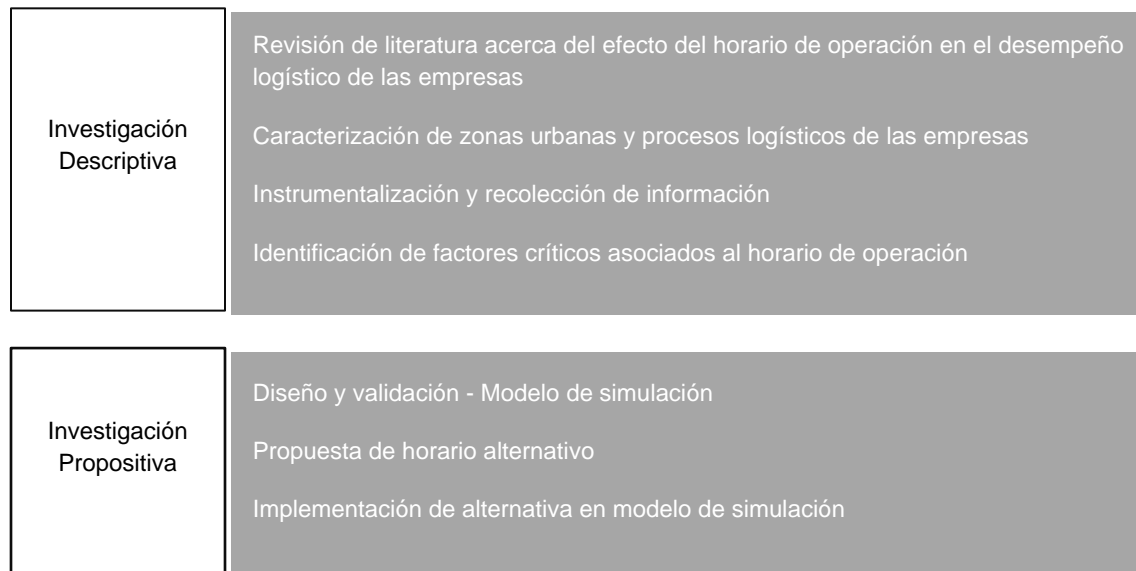 Investigación
Descriptiva
Revisión de literatura acerca del efecto del horario de operación en el desempeño
logístico de las empresas
Caracterización de zonas urbanas y procesos logísticos de las empresas
Instrumentalización y recolección de información
Identificación de factores críticos asociados al horario de operación
Investigación
Propositiva
Diseño y validación - Modelo de simulación
Propuesta de horario alternativo
Implementación de alternativa en modelo de simulación